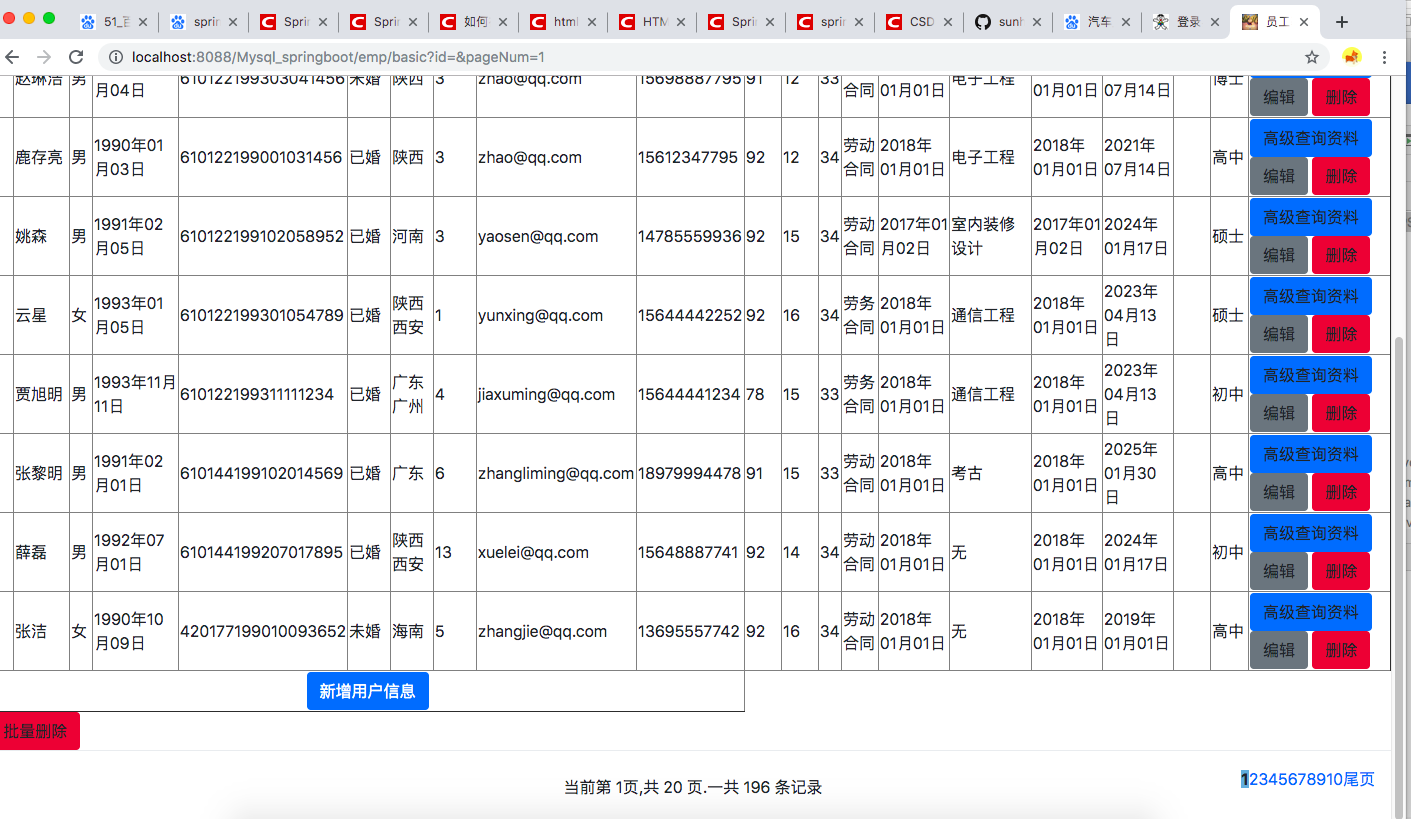 51_百 sprin Sprin Sprin 如何 html HTM Sprin sprin CSD sunh 汽车 登录 员工
localhost:8088/Mysql_springboot/emp/basic?id=&pageNum=1
赵琳浩 男 月04日 610122199303041456 未婚 陕西 3 zhao@qq.com 15698887795 91 12 33 合同 01月01日 电子工程 01月01日 07月14日 博士
编辑 删除
鹿存亮 男 1990年01月03日 610122199001031456 已婚 陕西 3 zhao@qq.com 15612347795 92 12 34 劳动合同 2018年01月01日 电子工程 2018年01月01日 2021年07月14日 高中 高级查询资料
编辑 删除
姚森 男 1991年02月05日 610122199102058952 已婚 河南 3 yaosen@qq.com 14785559936 92 15 34 劳动合同 2017年01月02日 室内装修设计 2017年01月02日 2024年01月17日 硕士 高级查询资料
编辑 删除
云星 女 1993年01月05日 610122199301054789 已婚 陕西西安 1 yunxing@qq.com 15644442252 92 16 34 劳务合同 2018年01月01日 通信工程 2018年01月01日 2023年04月13日 硕士 高级查询资料
编辑 删除
贾旭明 男 1993年11月11日 610122199311111234 已婚 广东广州 4 jiaxuming@qq.com 15644441234 78 15 33 劳务合同 2018年01月01日 通信工程 2018年01月01日 2023年04月13日 初中 高级查询资料
编辑 删除
张黎明 男 1991年02月01日 610144199102014569 已婚 广东 6 zhangliming@qq.com 18979994478 91 15 33 劳动合同 2018年01月01日 考古 2018年01月01日 2025年01月30日 高中 高级查询资料
编辑 删除
薛磊 男 1992年07月01日 610144199207017895 已婚 陕西西安 13 xuelei@qq.com 15648887741 92 14 34 劳动合同 2018年01月01日 无 2018年01月01日 2024年01月17日 初中 高级查询资料
编辑 删除
张洁 女 1990年10月09日 420177199010093652 未婚 海南 5 zhangjie@qq.com 13695557742 92 16 34 劳动合同 2018年01月01日 无 2018年01月01日 2019年01月01日 高中 高级查询资料
编辑 删除
新增用户信息
批量删除
当前第 1页,共 20 页.一共 196 条记录
12345678910尾页